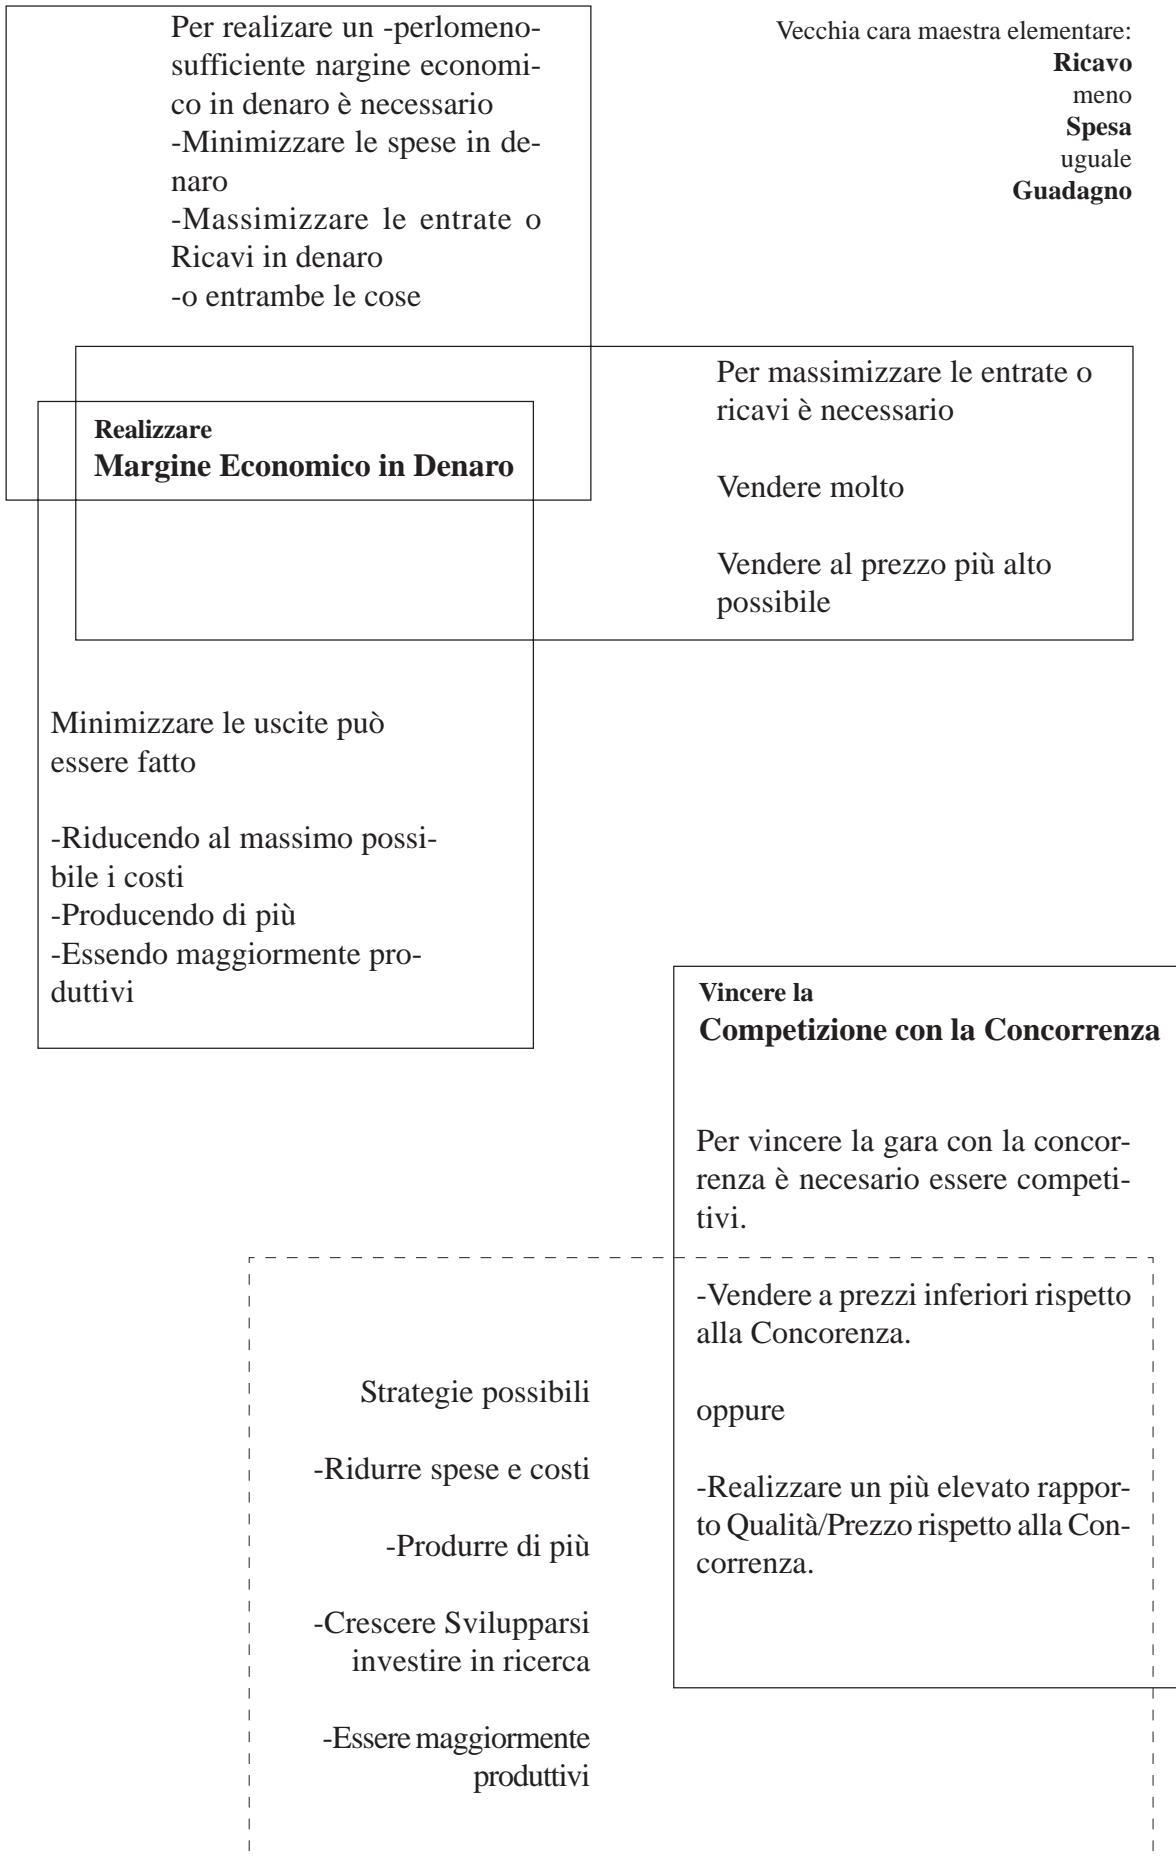 Per realizare un -perlomeno-
sufficiente nargine economi-
co in denaro è necessario
-Minimizzare le spese in de-
naro
-Massimizzare le entrate o
Ricavi in denaro
-o entrambe le cose
Vecchia cara maestra elementare:
Ricavo
meno
Spesa
uguale
Guadagno
Realizzare
Margine Economico in Denaro
Per massimizzare le entrate o
ricavi è necessario
Vendere molto
Vendere al prezzo più alto
possibile
Minimizzare le uscite può
essere fatto
-Riducendo al massimo possi-
bile i costi
-Producendo di più
-Essendo maggiormente pro-
duttivi
Vincere la
Competizione con la Concorrenza
Per vincere la gara con la concor-
renza è necesario essere competi-
tivi.
-Vendere a prezzi inferiori rispetto
alla Concorenza.
oppure
-Realizzare un più elevato rappor-
to Qualità/Prezzo rispetto alla Con-
correnza.
Strategie possibili
-Ridurre spese e costi
-Produrre di più
-Crescere Svilupparsi
investire in ricerca
-Essere maggiormente
produttivi